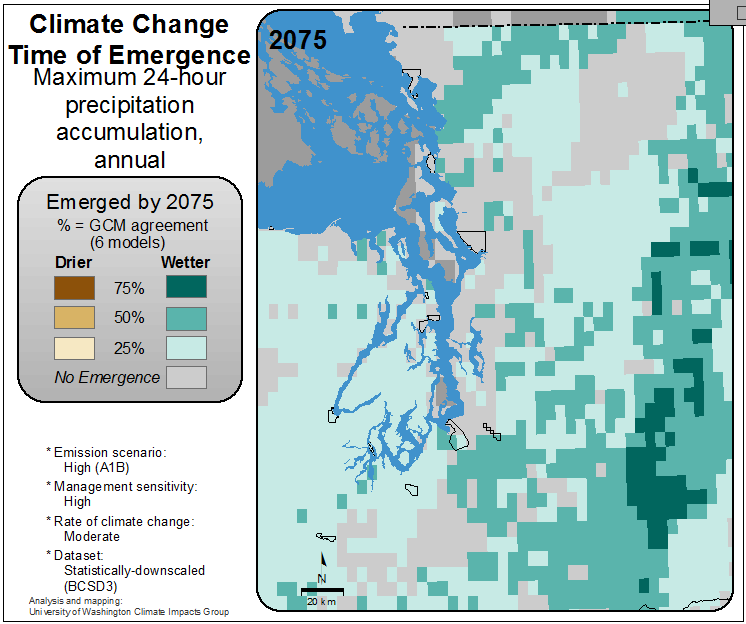 Climate Change
Time of Emergence
Maximum 24-hour
precipitation
accumulation,
annual
2075
Emerged by 2075
% = GCM agreement
(6 models)
Drier Wetter
75%
50%
25%
No Emergence
* Emission scenario:
High (A1B)
* Management sensitivity:
High
* Rate of climate change:
Moderate
* Dataset:
Statistically-downscaled
(BCSD3)
Analysis and mapping:
University of Washington Climate Impacts Group
N
20 km